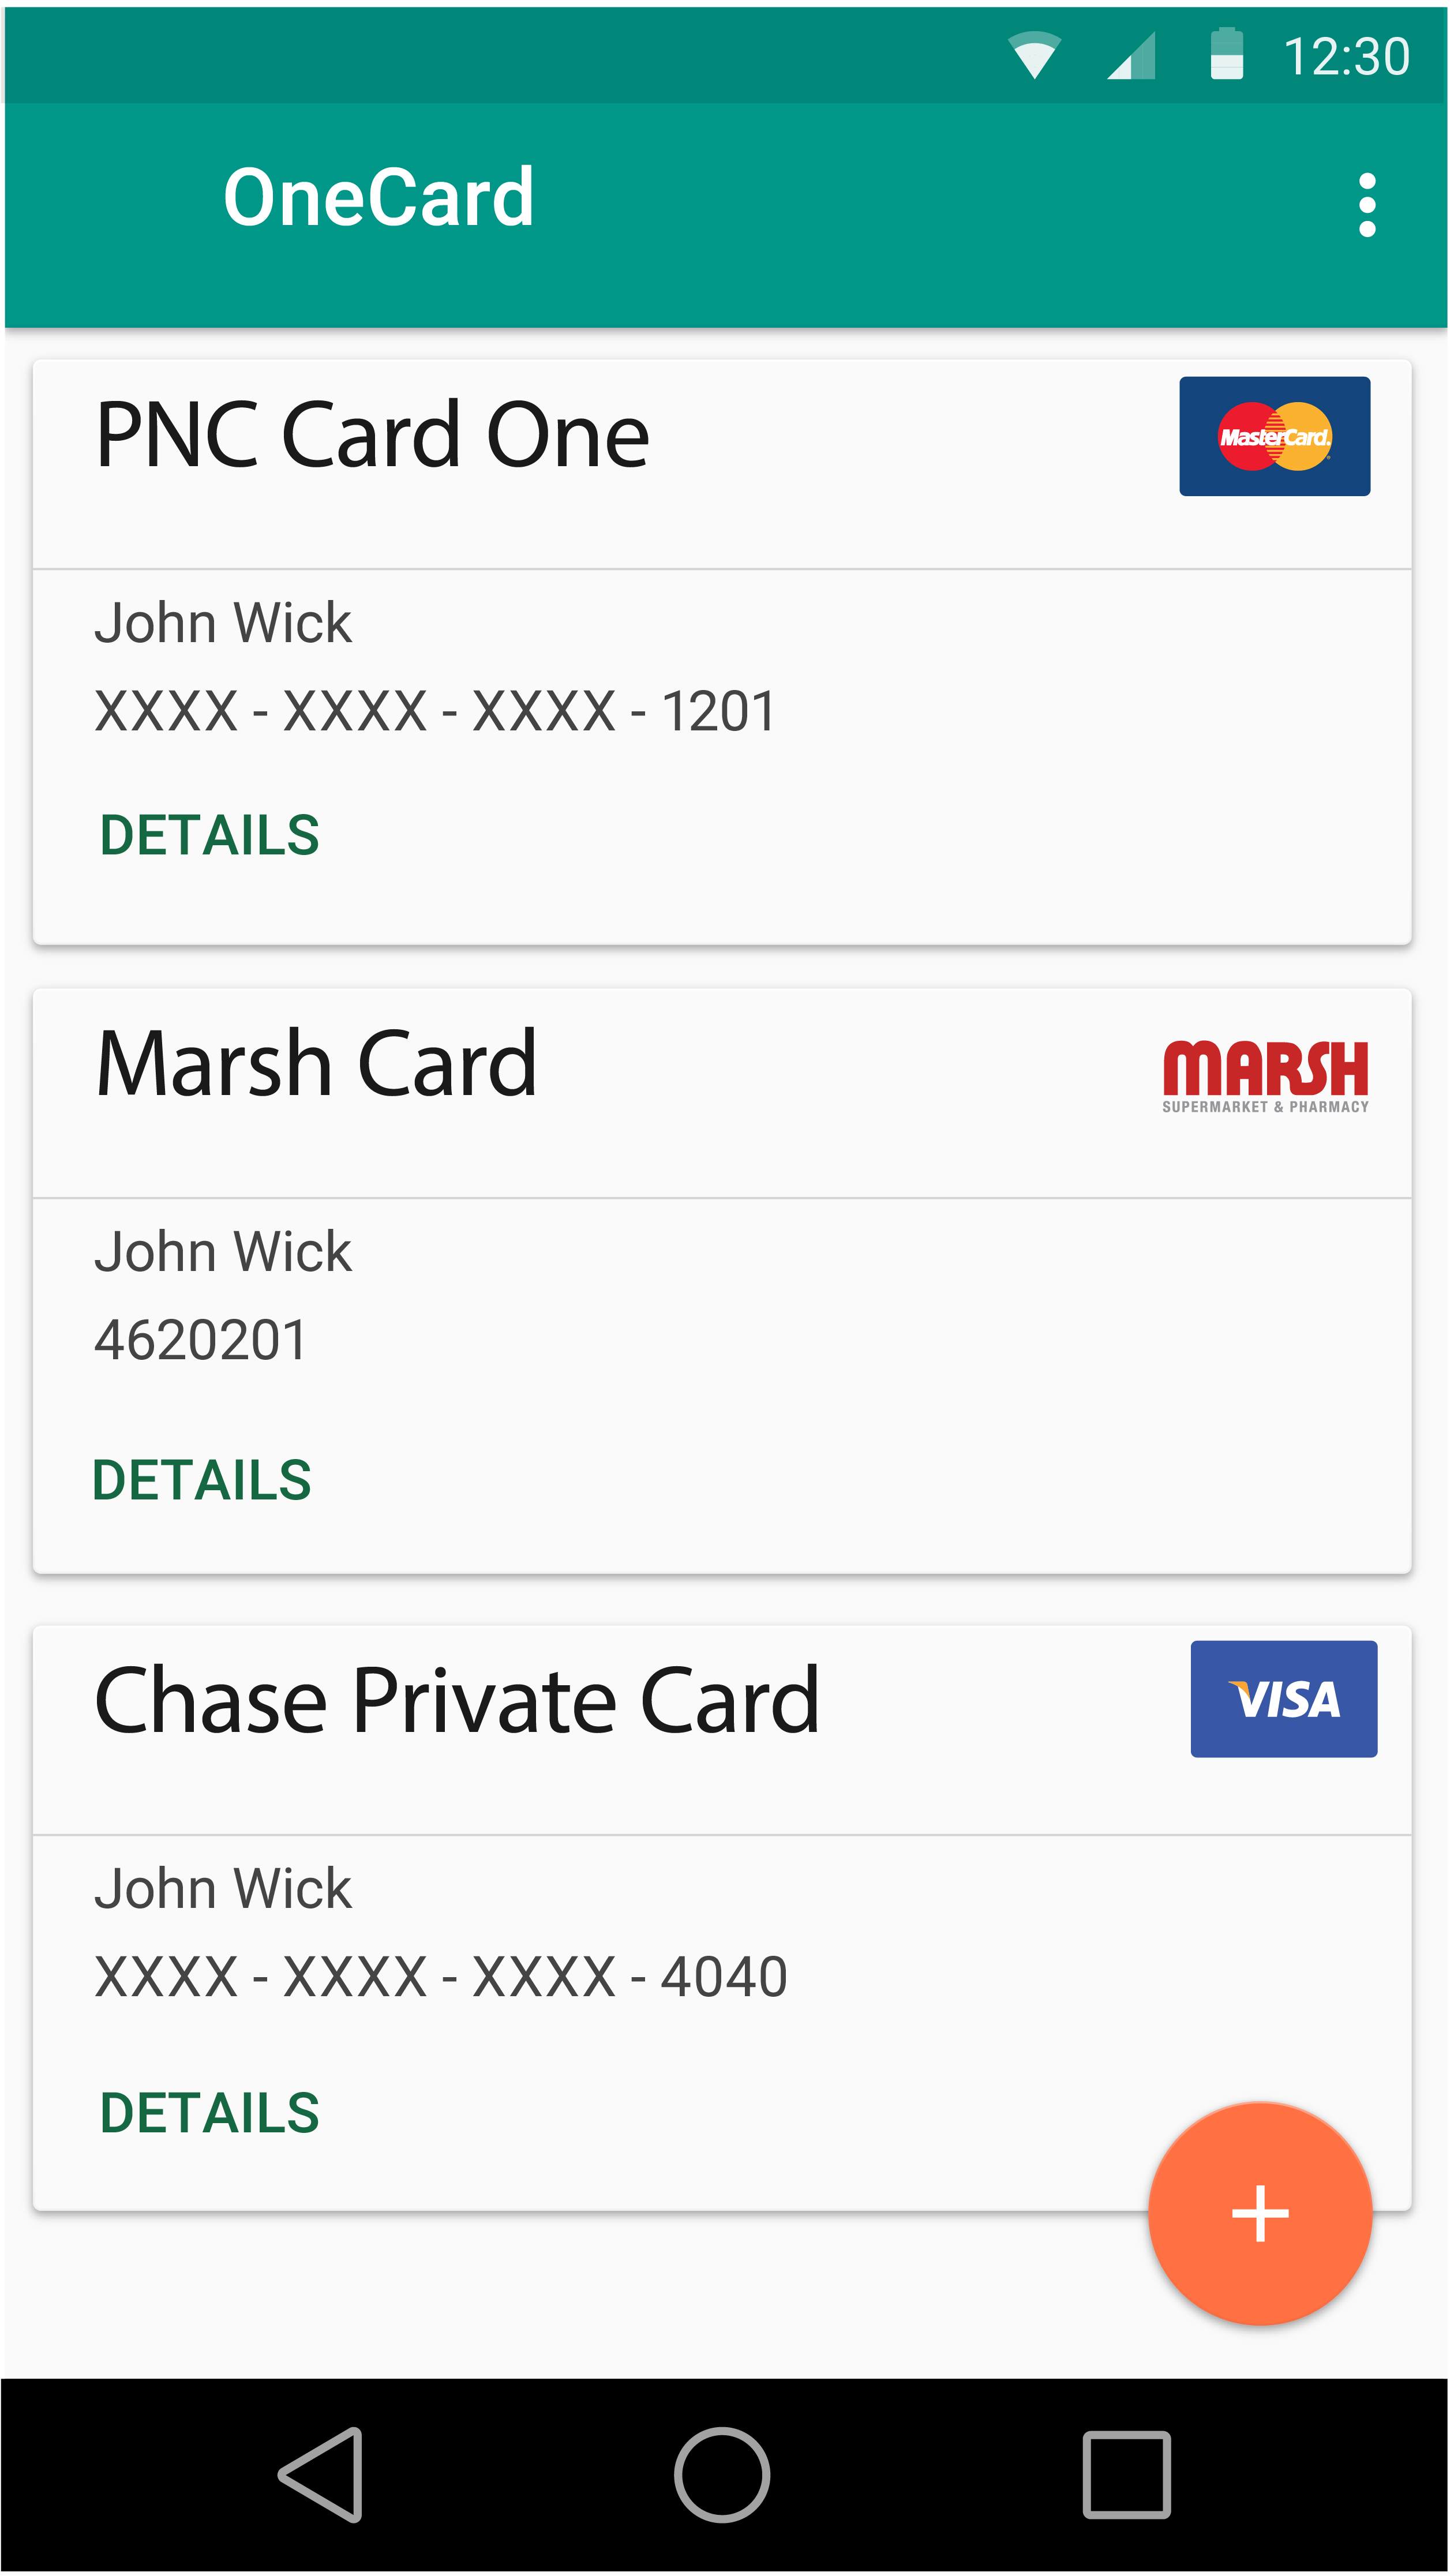 12:30
OneCard
PNC Card One
MasterCard.
John Wick
XXXX - XXXX - XXXX - 1201
DETAILS
Marsh Card
MARSH
SUPERMARKET & PHARMACY
John Wick
4620201
DETAILS
Chase Private Card
VISA
John Wick
XXXX - XXXX - XXXX - 4040
DETAILS
+